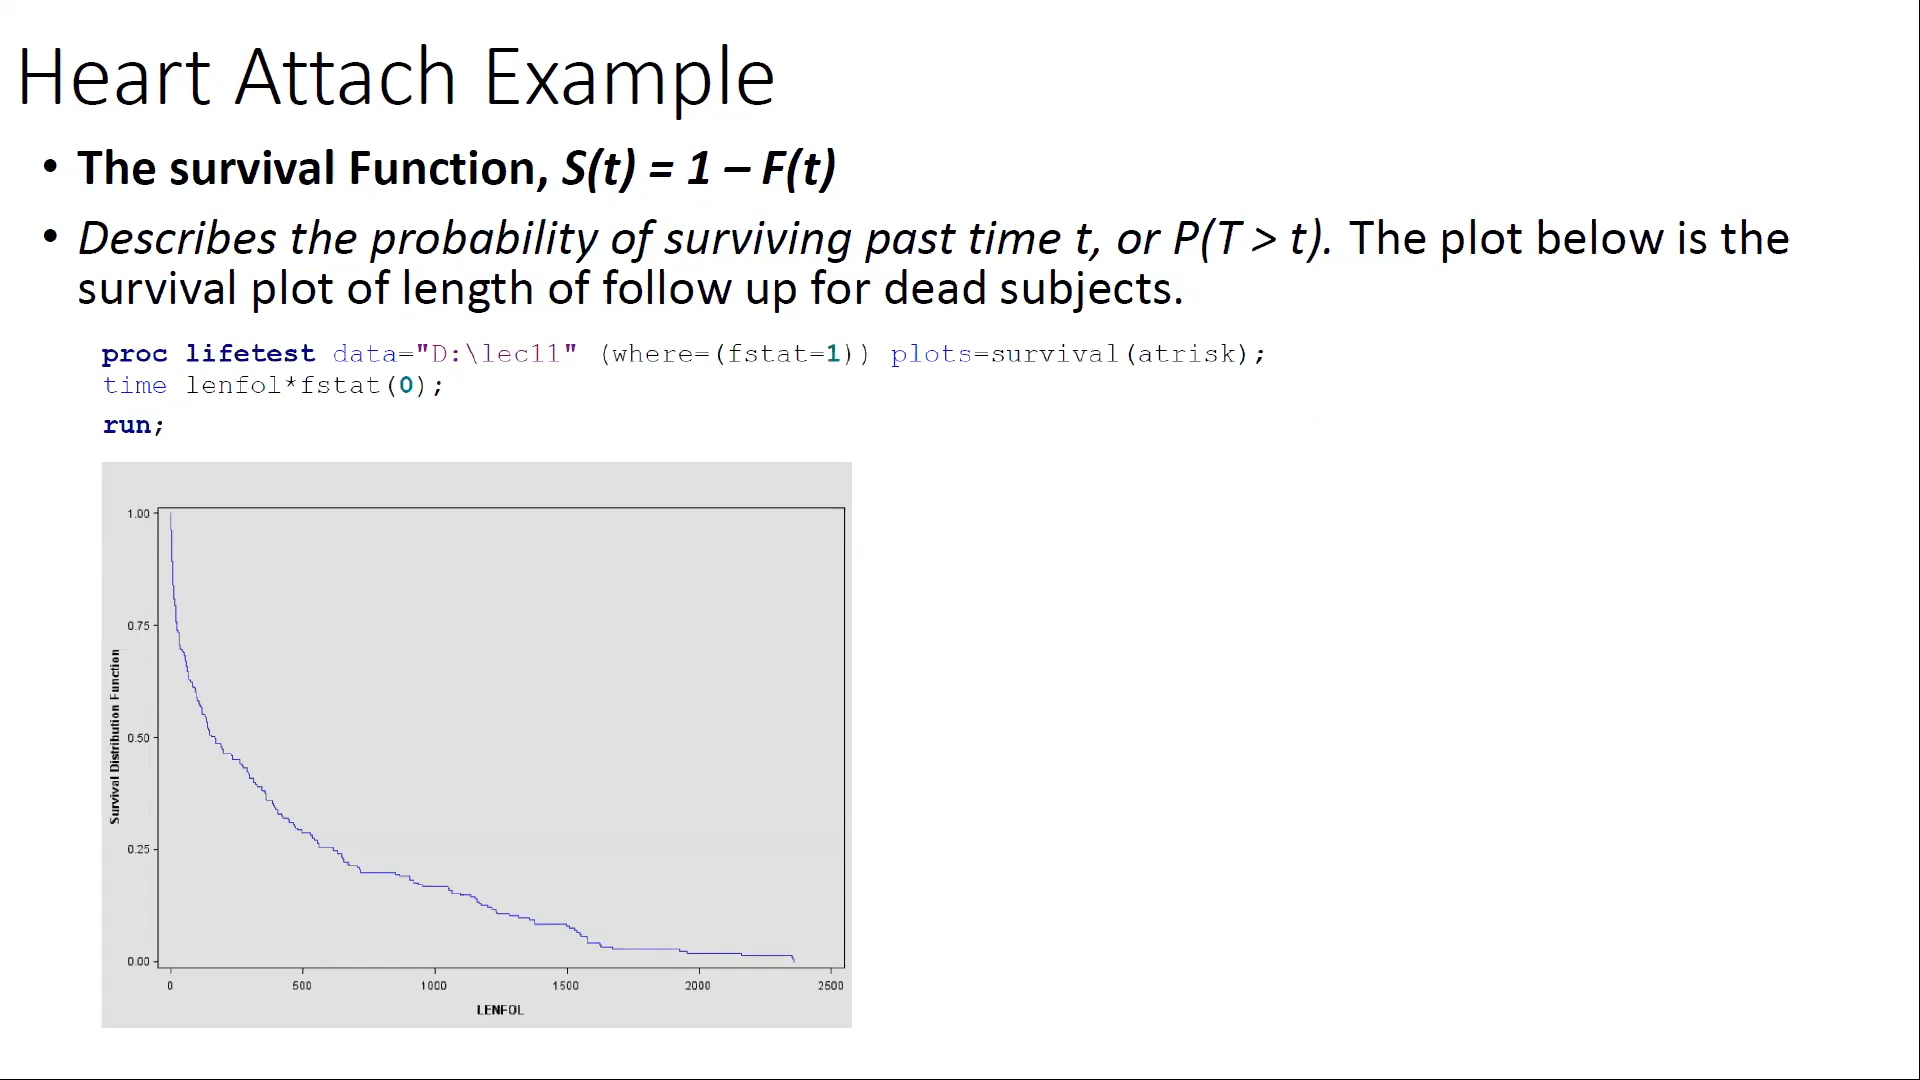 Heart Attach Example
• The survival Function, S(t) = 1 – F(t)
• Describes the probability of surviving past time t, or P(T > t). The plot below is the
survival plot of length of follow up for dead subjects.
proc lifetest data="D:\lec11" (where=(fstat=1)) plots=survival(atrisk);
time lenfol*fstat(0);
run;
1.00
0.75
0.50
0.25
0.00
Survival Distribution Function
0 500 1000 1500 2000 2500
LENFOL